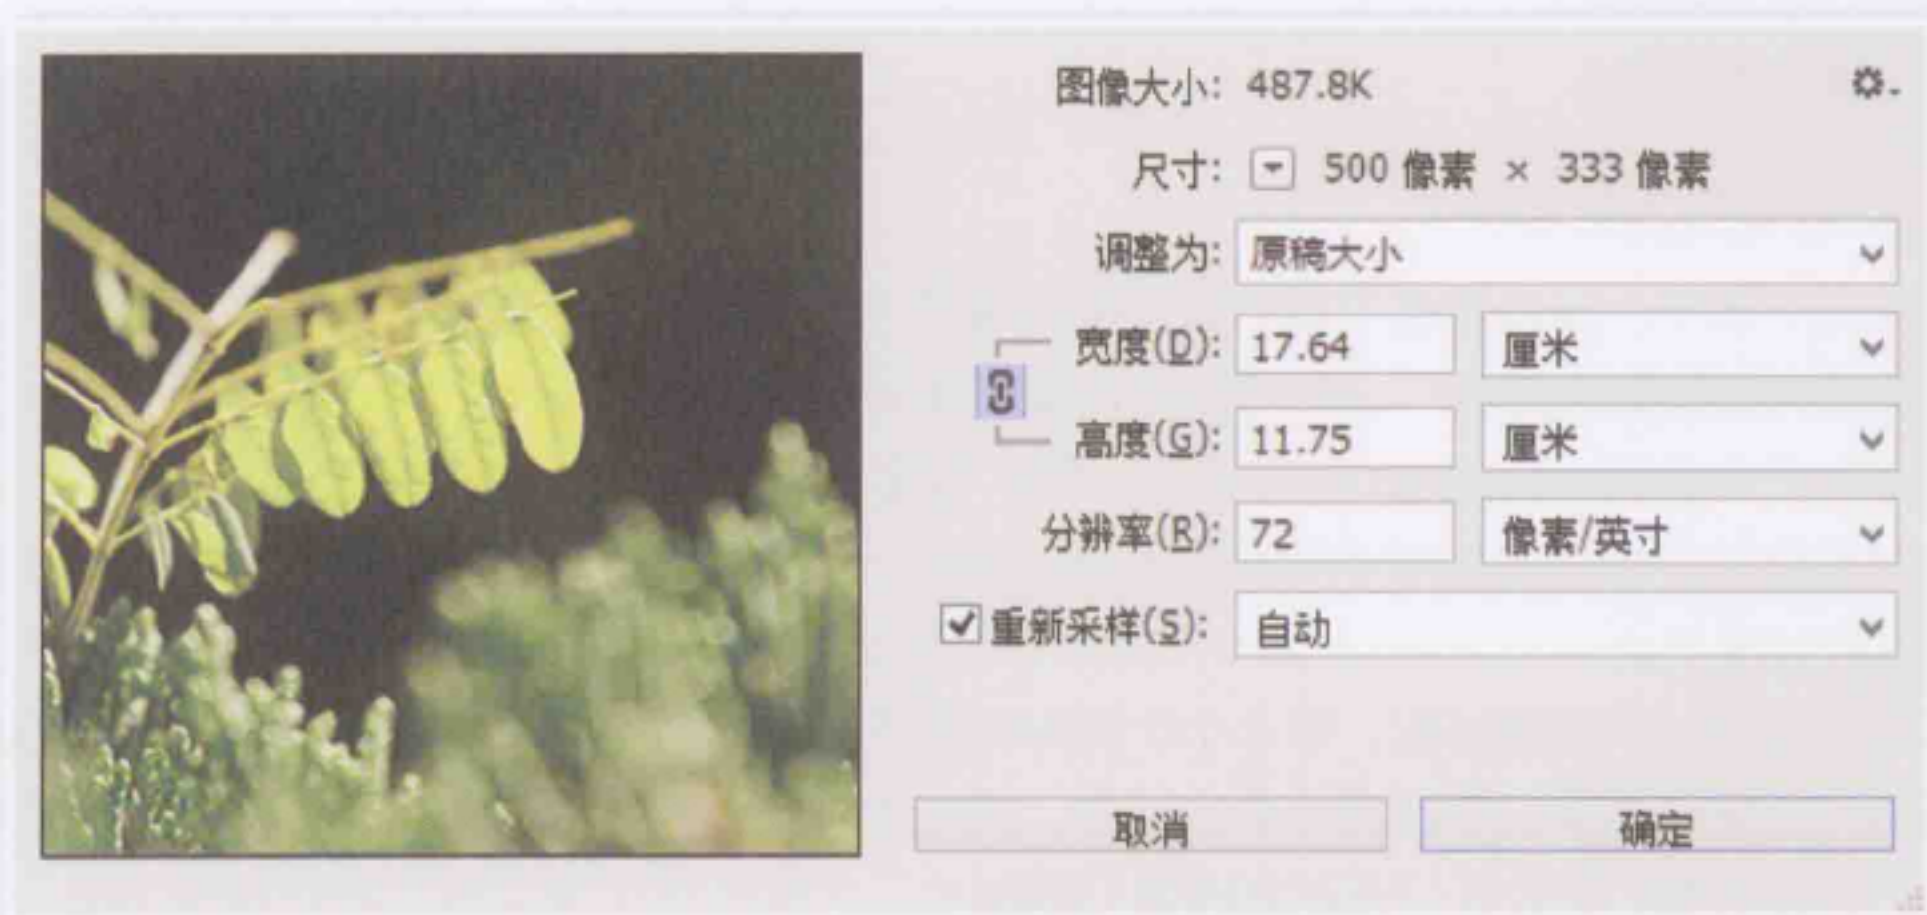 图像大小: 487.8K
尺寸: 500 像素 × 333 像素
调整为: 原稿大小
宽度(D): 17.64 厘米
高度(G): 11.75 厘米
分辨率(R): 72 像素/英寸
重新采样(S): 自动
取消 确定